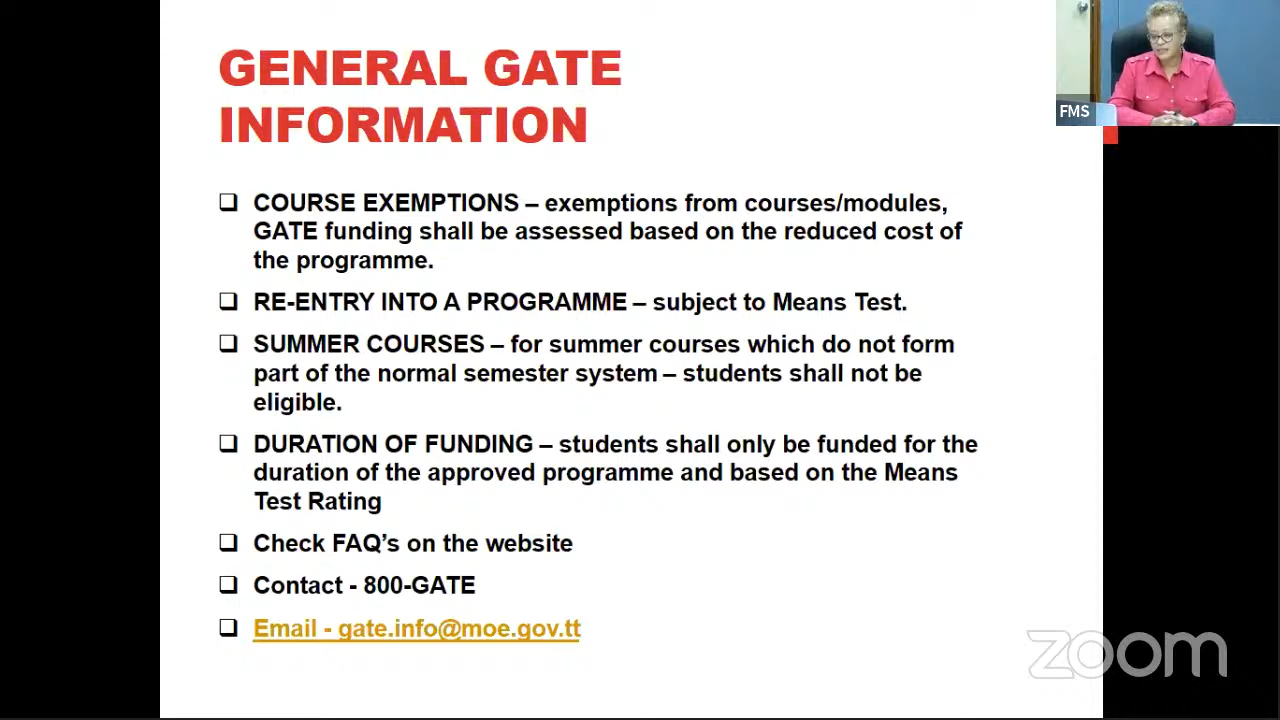 GENERAL GATE
INFORMATION
FMS
COURSE EXEMPTIONS – exemptions from courses/modules,
GATE funding shall be assessed based on the reduced cost of
the programme.
RE-ENTRY INTO A PROGRAMME – subject to Means Test.
SUMMER COURSES – for summer courses which do not form
part of the normal semester system – students shall not be
eligible.
DURATION OF FUNDING – students shall only be funded for the
duration of the approved programme and based on the Means
Test Rating
Check FAQ’s on the website
Contact - 800-GATE
Email - gate.info@moe.gov.tt
zoom